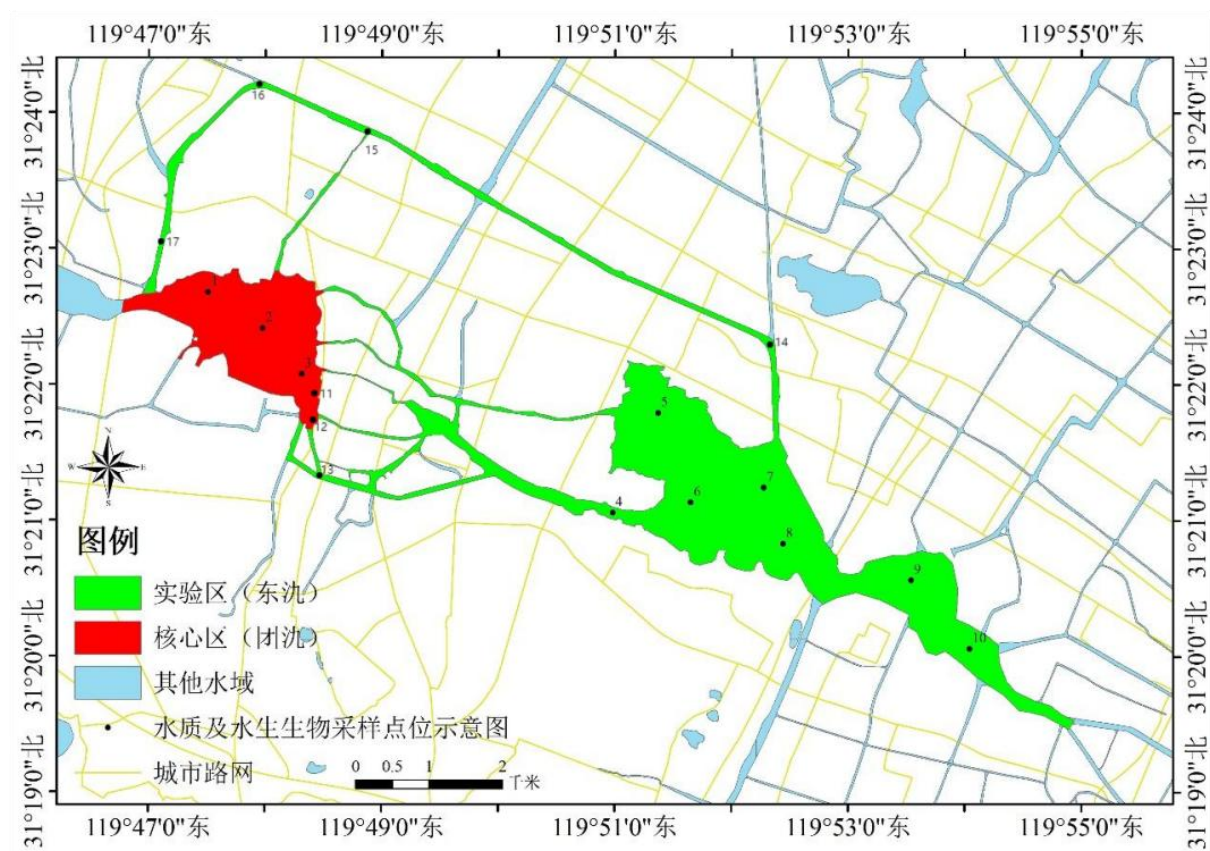 119°47′0″东 119°49′0″东 119°51′0″东 119°53′0″东 119°55′0″东
31°24′0″北
31°23′0″北
31°22′0″北
31°21′0″北
31°20′0″北
31°19′0″北
31°24′0″北
31°23′0″北
31°22′0″北
31°21′0″北
31°20′0″北
31°19′0″北
16
15
17
1
2
14
3
11
12
5
13
7
6
4
8
9
10
N
W
E
S
图例
实验区（东氿）
核心区（团氿）
其他水域
水质及水生生物采样点位示意图
城市路网
0 0.5 1 2
千米
119°47′0″东 119°49′0″东 119°51′0″东 119°53′0″东 119°55′0″东